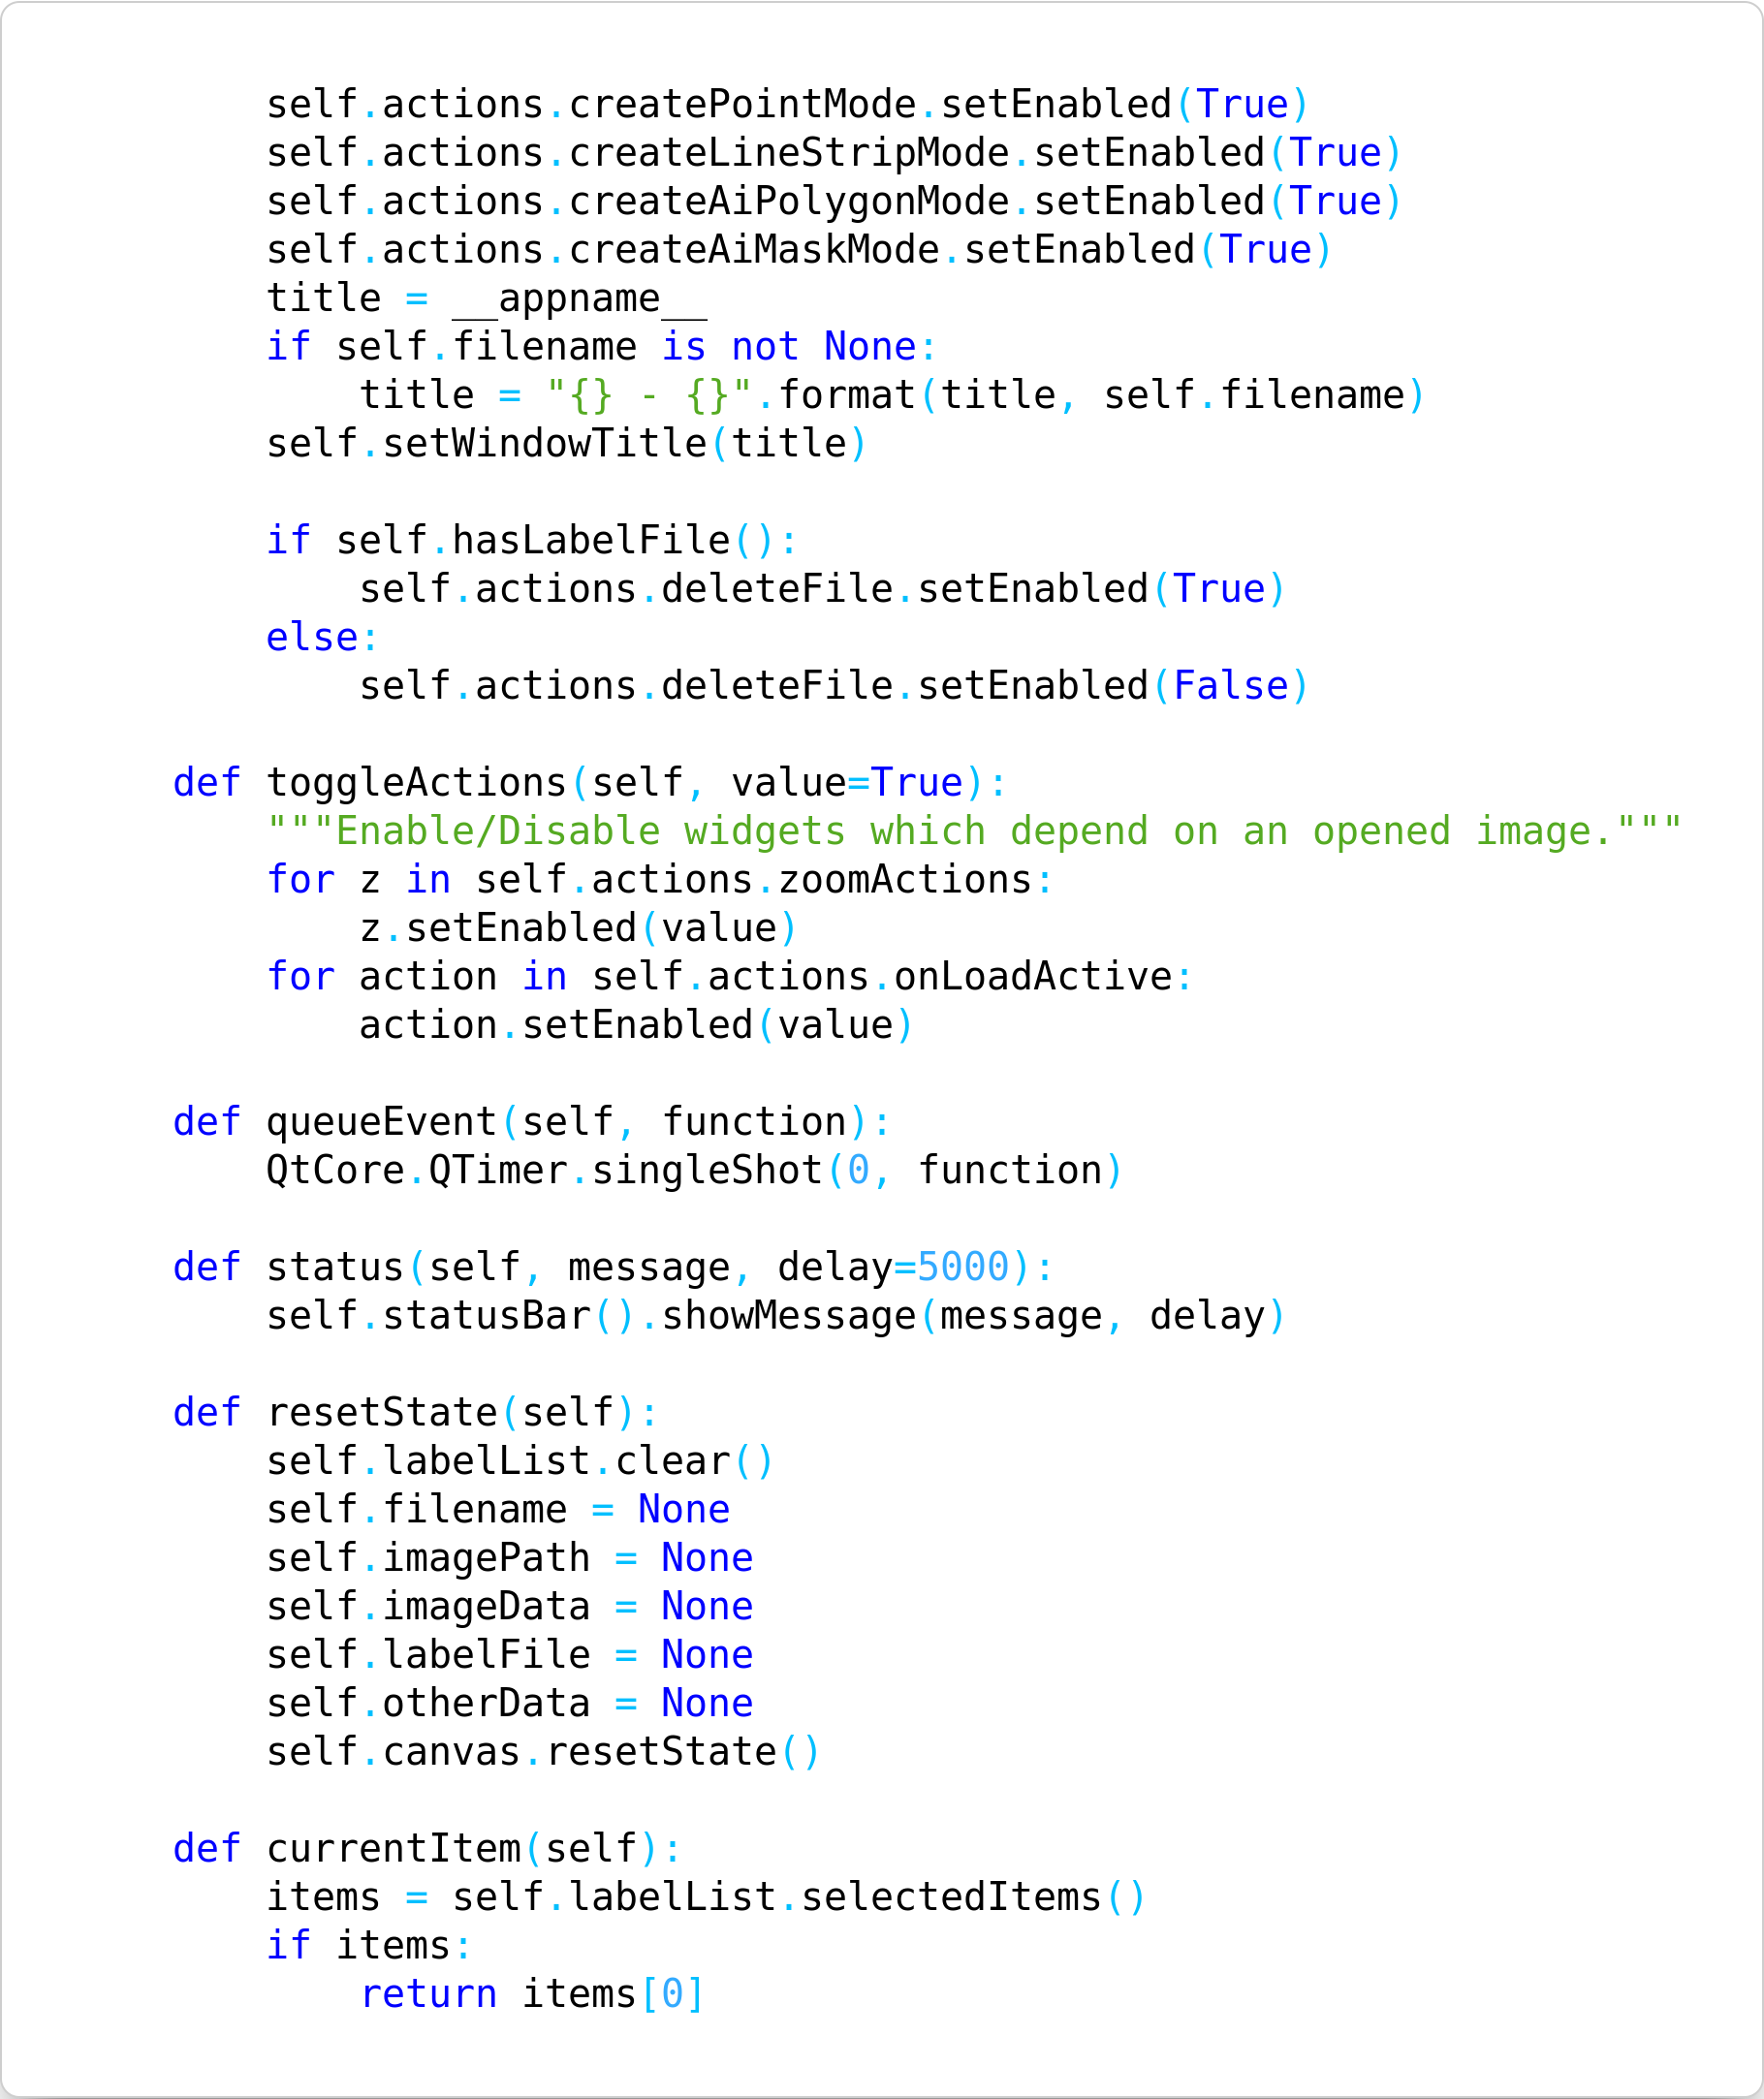 self.actions.createPointMode.setEnabled(True)
        self.actions.createLineStripMode.setEnabled(True)
        self.actions.createAiPolygonMode.setEnabled(True)
        self.actions.createAiMaskMode.setEnabled(True)
        title = __appname__
        if self.filename is not None:
            title = "{} - {}".format(title, self.filename)
        self.setWindowTitle(title)

        if self.hasLabelFile():
            self.actions.deleteFile.setEnabled(True)
        else:
            self.actions.deleteFile.setEnabled(False)

    def toggleActions(self, value=True):
        """Enable/Disable widgets which depend on an opened image."""
        for z in self.actions.zoomActions:
            z.setEnabled(value)
        for action in self.actions.onLoadActive:
            action.setEnabled(value)

    def queueEvent(self, function):
        QtCore.QTimer.singleShot(0, function)

    def status(self, message, delay=5000):
        self.statusBar().showMessage(message, delay)

    def resetState(self):
        self.labelList.clear()
        self.filename = None
        self.imagePath = None
        self.imageData = None
        self.labelFile = None
        self.otherData = None
        self.canvas.resetState()

    def currentItem(self):
        items = self.labelList.selectedItems()
        if items:
            return items[0]